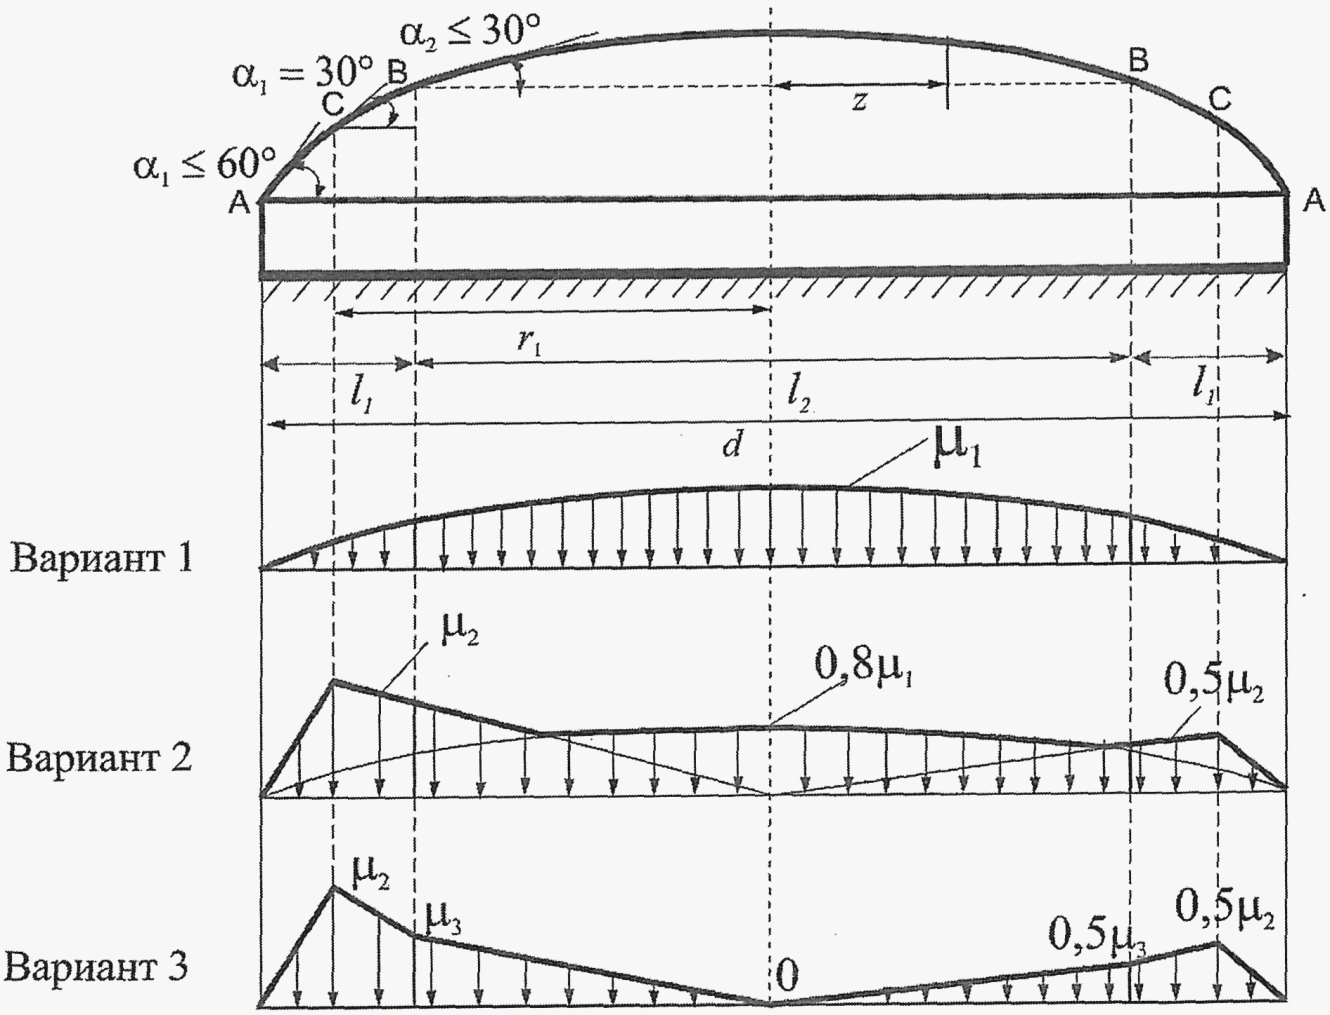 α₂ ≤ 30°
α₁ = 30°
B
B
C
C
z
α₁ ≤ 60°
A
A
r₁
l₁
l₂
l₁
d
μ₁
Вариант 1
μ₂
0,8μ₁
0,5μ₂
Вариант 2
μ₂
μ₃
0
0,5μ₃
0,5μ₂
Вариант 3